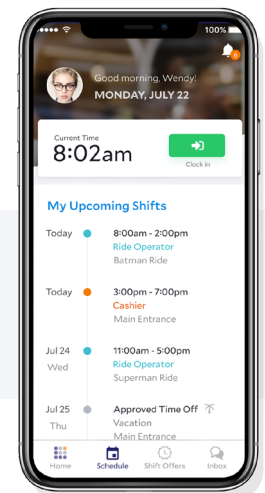 100%
6
Good morning, Wendy!
MONDAY, JULY 22
Current Time
8:02am
Clock in
My Upcoming Shifts
Today
8:00am - 2:00pm
Ride Operator
Batman Ride
Today
3:00pm - 7:00pm
Cashier
Main Entrance
Jul 24
11:00am - 5:00pm
Wed
Ride Operator
Superman Ride
Jul 25
Approved Time Off
Thu
Vacation
Main Entrance
Home
Schedule
Shift Offers
Inbox